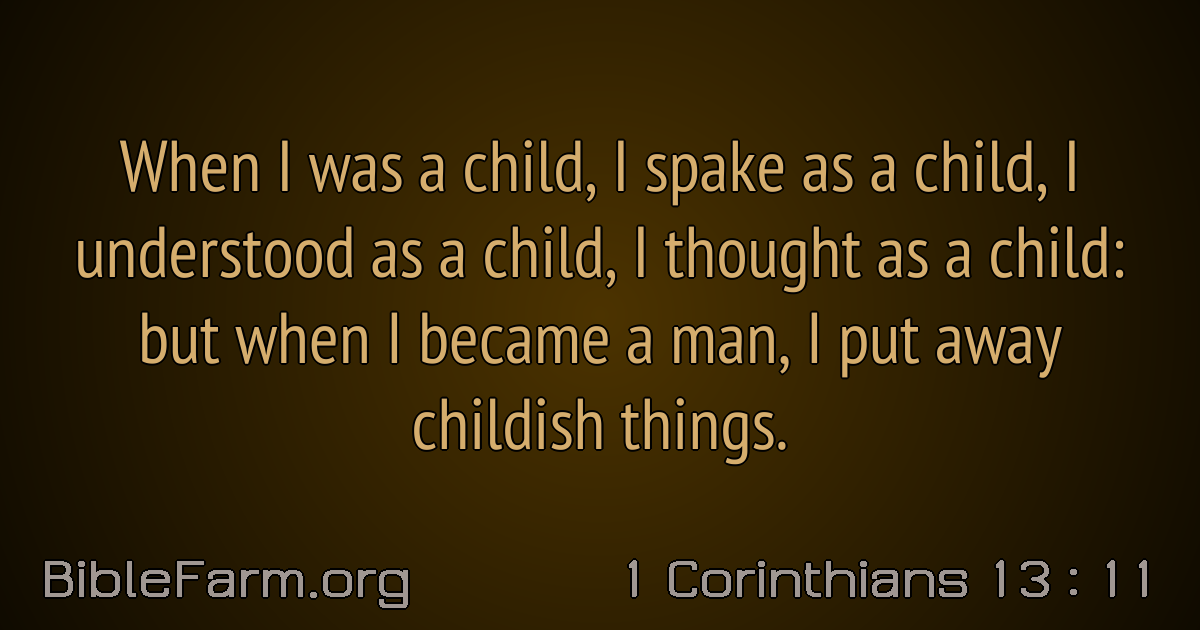 When I was a child, I spake as a child, I
understood as a child, I thought as a child:
but when I became a man, I put away
childish things.
BibleFarm.org
1 Corinthians 13 : 11